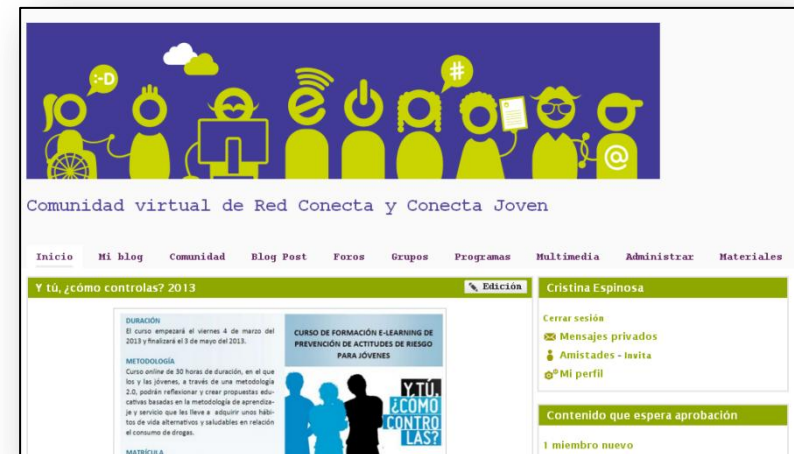 :-D
#
@
Comunidad virtual de Red Conecta y Conecta Joven
Inicio Mi blog Comunidad Blog Post Foros Grupos Programas Multimedia Administrar Materiales
Y tú, ¿cómo controlas? 2013
Edición
DURACIÓN
El curso empezará el viernes 4 de marzo del
2013 y finalizará el 3 de mayo del 2013.
METODOLOGÍA
Curso online de 30 horas de duración, en el que
los y las jóvenes, a través de una metodología
2.0, podrán reflexionar y crear propuestas edu-
cativas basadas en la metodología de aprendiza-
je y servicio que les lleve a adquirir unos hábi-
tos de vida alternativos y saludables en relación
el consumo de drogas.
MATRÍCULA
CURSO DE FORMACIÓN E-LEARNING DE
PREVENCIÓN DE ACTITUDES DE RIESGO
PARA JÓVENES
Y TÚ,
¿CÓMO
CONTRO
LAS?
Cristina Espinosa
Cerrar sesión
Mensajes privados
Amistades - Invita
Mi perfil
Contenido que espera aprobación
1 miembro nuevo